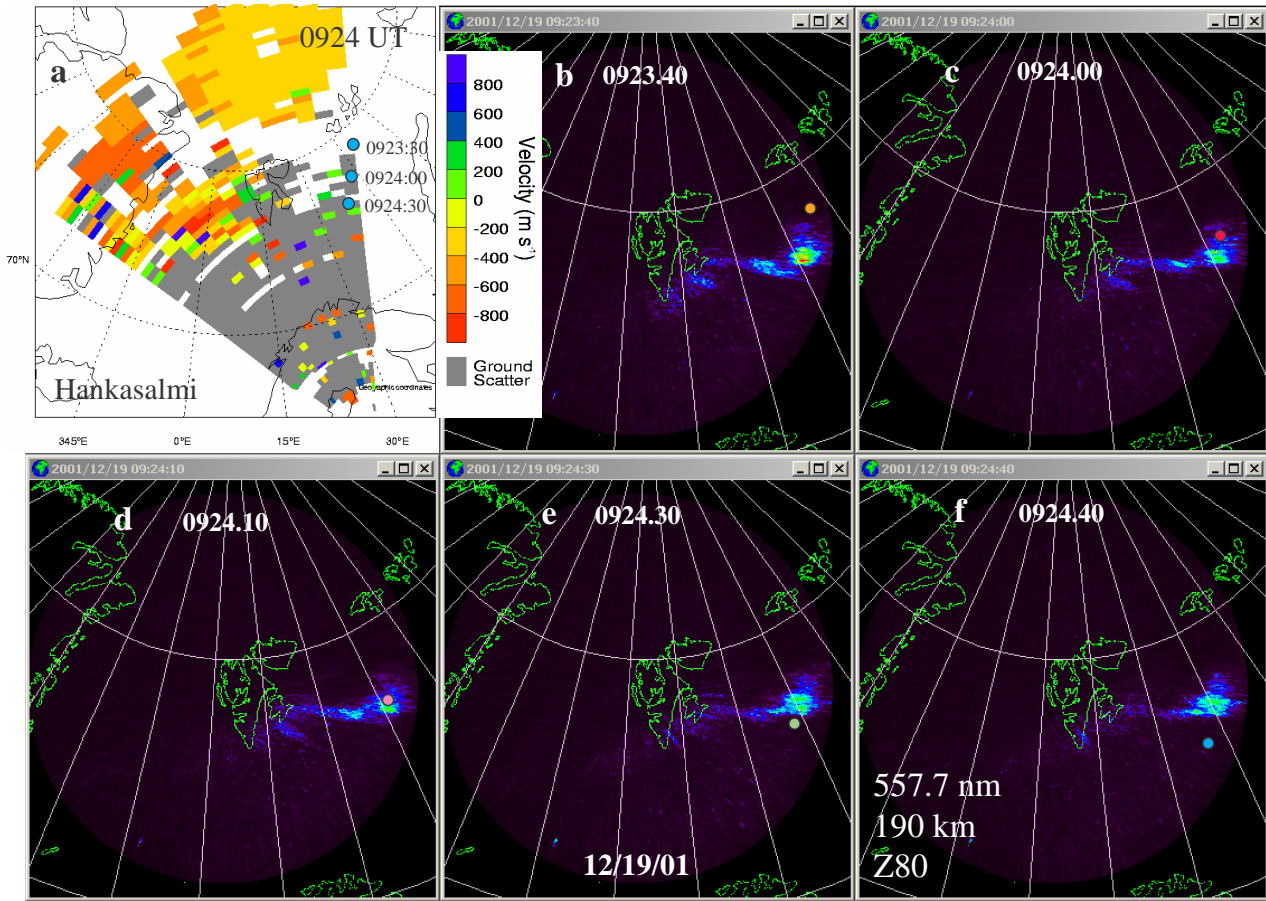 0924 UT
a
0923:30
0924:00
0924:30
70°N
Hankasalmi
Geographic coordinates
345°E
0°E
15°E
30°E
800
600
400
200
0
-200
-400
-600
-800
Velocity (m s⁻¹)
Ground
Scatter
2001/12/19 09:23:40
b
0923.40
2001/12/19 09:24:00
c
0924.00
2001/12/19 09:24:10
d
0924.10
2001/12/19 09:24:30
e
0924.30
12/19/01
2001/12/19 09:24:40
f
0924.40
557.7 nm
190 km
Z80